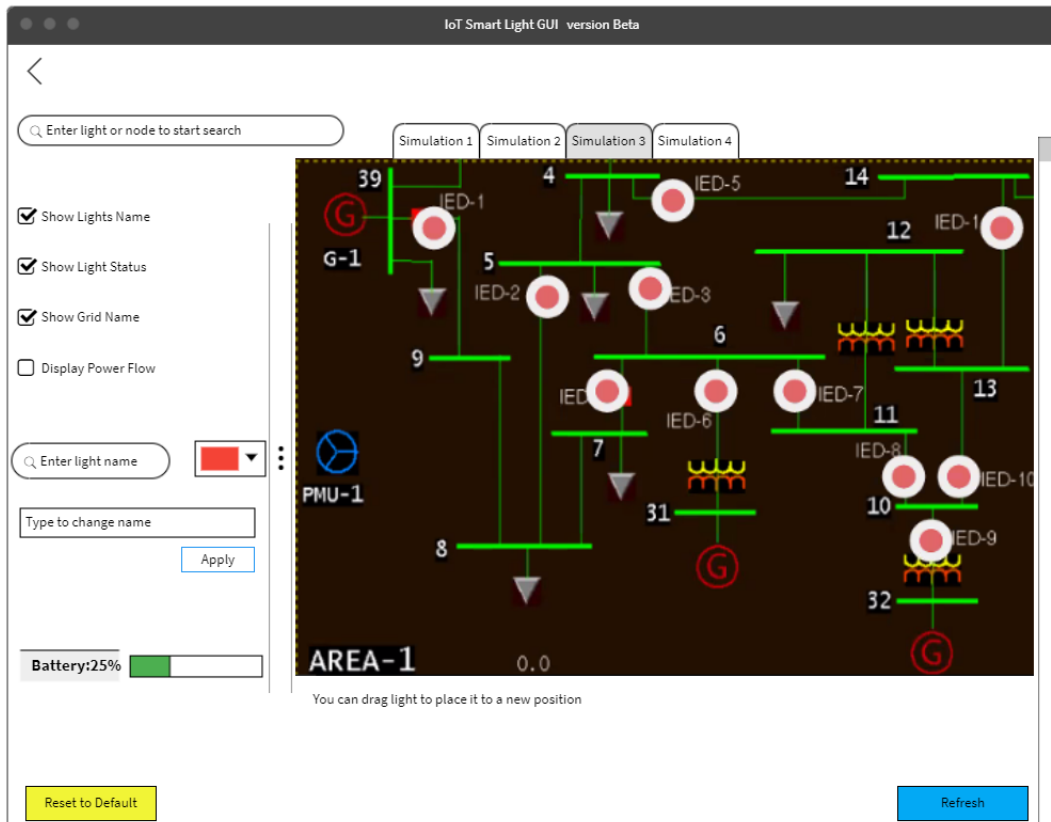 IoT Smart Light GUI version Beta
Enter light or node to start search
Simulation 1
Simulation 2
Simulation 3
Simulation 4
Show Lights Name
Show Light Status
Show Grid Name
Display Power Flow
Enter light name
Type to change name
Apply
Battery:25%
39
4
IED-5
14
G
IED-1
12
IED-1
G-1
5
IED-2
ED-3
6
9
13
IED
IED-7
IED-6
11
7
IED-8
PMU-1
IED-10
31
10
8
ED-9
G
32
G
AREA-1
0.0
You can drag light to place it to a new position
Reset to Default
Refresh